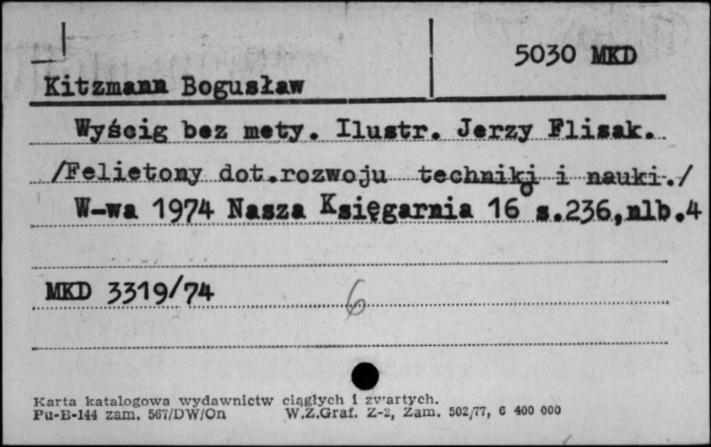 5030 MKD
Kitzmann Bogusław
Wyścig bez mety. Ilustr. Jerzy Flisak.
/Felietony dot.rozwoju techniki i nauki./
W-wa 1974 Nasza Księgarnia 16° s.236,nlb.4
MKD 3319/74
6
Karta katalogowa wydawnictw ciągłych i zwartych.
Pu-B-144 zam. 567/DW/On W.Z.Graf. Z-2, Zam. 502/77, C 400 000